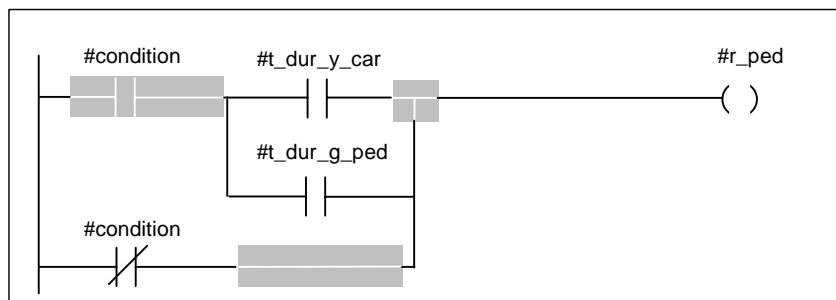 #condition
#t_dur_y_car
#r_ped
#t_dur_g_ped
#condition